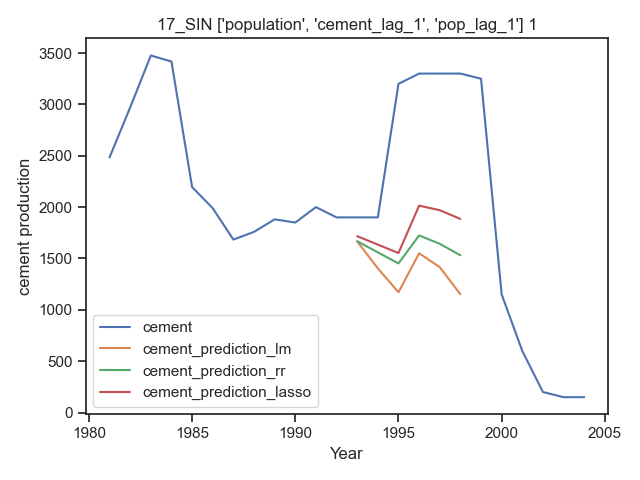 17_SIN ['population', 'cement_lag_1', 'pop_lag_1'] 1
cement production
3500
3000
2500
2000
1500
1000
500
0
cement
cement_prediction_lm
cement_prediction_rr
cement_prediction_lasso
1980
1985
1990
1995
2000
2005
Year